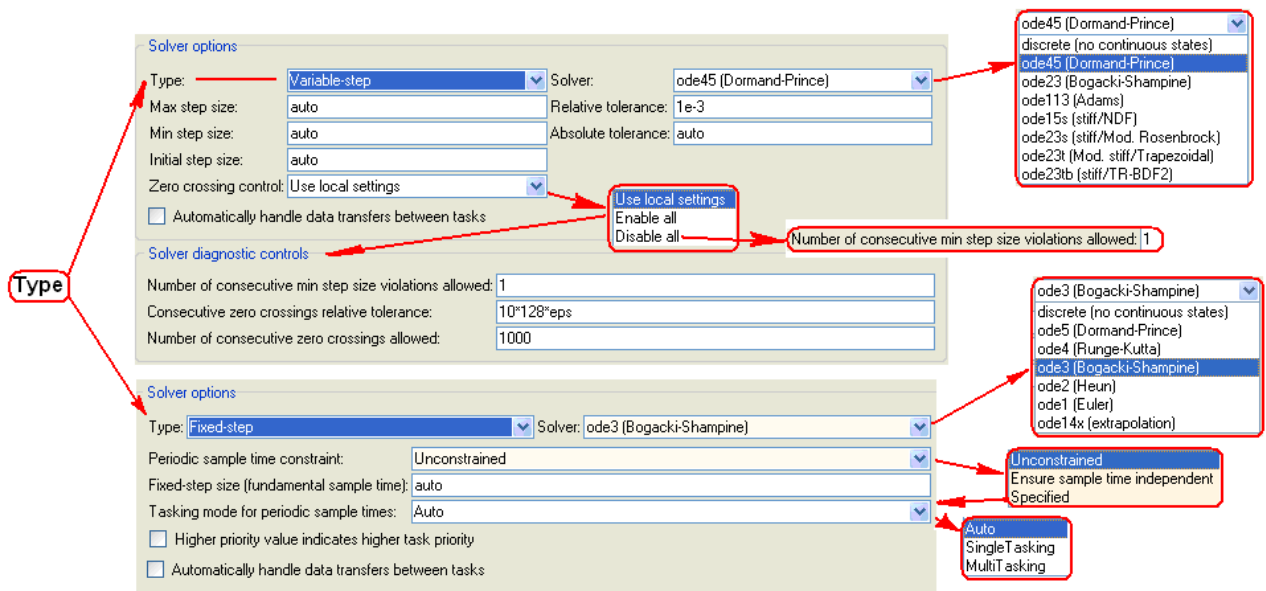 Solver options
Type: Variable-step Solver: ode45 (Dormand-Prince)
Max step size: auto Relative tolerance: 1e-3
Min step size: auto Absolute tolerance: auto
Initial step size: auto
Zero crossing control: Use local settings
Automatically handle data transfers between tasks
ode45 (Dormand-Prince)
discrete (no continuous states)
ode45 (Dormand-Prince)
ode23 (Bogacki-Shampine)
ode113 (Adams)
ode15s (stiff/NDF)
ode23s (stiff/Mod. Rosenbrock)
ode23t (Mod. stiff/Trapezoidal)
ode23tb (stiff/TR-BDF2)
Use local settings
Enable all
Disable all
Number of consecutive min step size violations allowed: 1
Solver diagnostic controls
Number of consecutive min step size violations allowed: 1
Consecutive zero crossings relative tolerance: 10*128*eps
Number of consecutive zero crossings allowed: 1000
Type
Solver options
Type: Fixed-step Solver: ode3 (Bogacki-Shampine)
Periodic sample time constraint: Unconstrained
Fixed-step size (fundamental sample time): auto
Tasking mode for periodic sample times: Auto
Higher priority value indicates higher task priority
Automatically handle data transfers between tasks
ode3 (Bogacki-Shampine)
discrete (no continuous states)
ode5 (Dormand-Prince)
ode4 (Runge-Kutta)
ode3 (Bogacki-Shampine)
ode2 (Heun)
ode1 (Euler)
ode14x (extrapolation)
Unconstrained
Ensure sample time independent
Specified
Auto
SingleTasking
MultiTasking